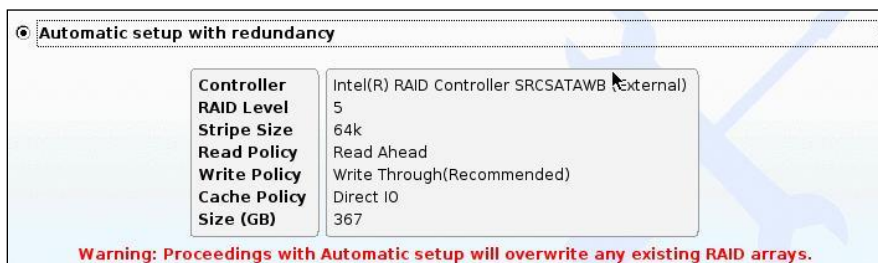 Automatic setup with redundancy
Controller Intel(R) RAID Controller SRCSATAWB (External)
RAID Level 5
Stripe Size 64k
Read Policy Read Ahead
Write Policy Write Through(Recommended)
Cache Policy Direct IO
Size (GB) 367
Warning: Proceedings with Automatic setup will overwrite any existing RAID arrays.